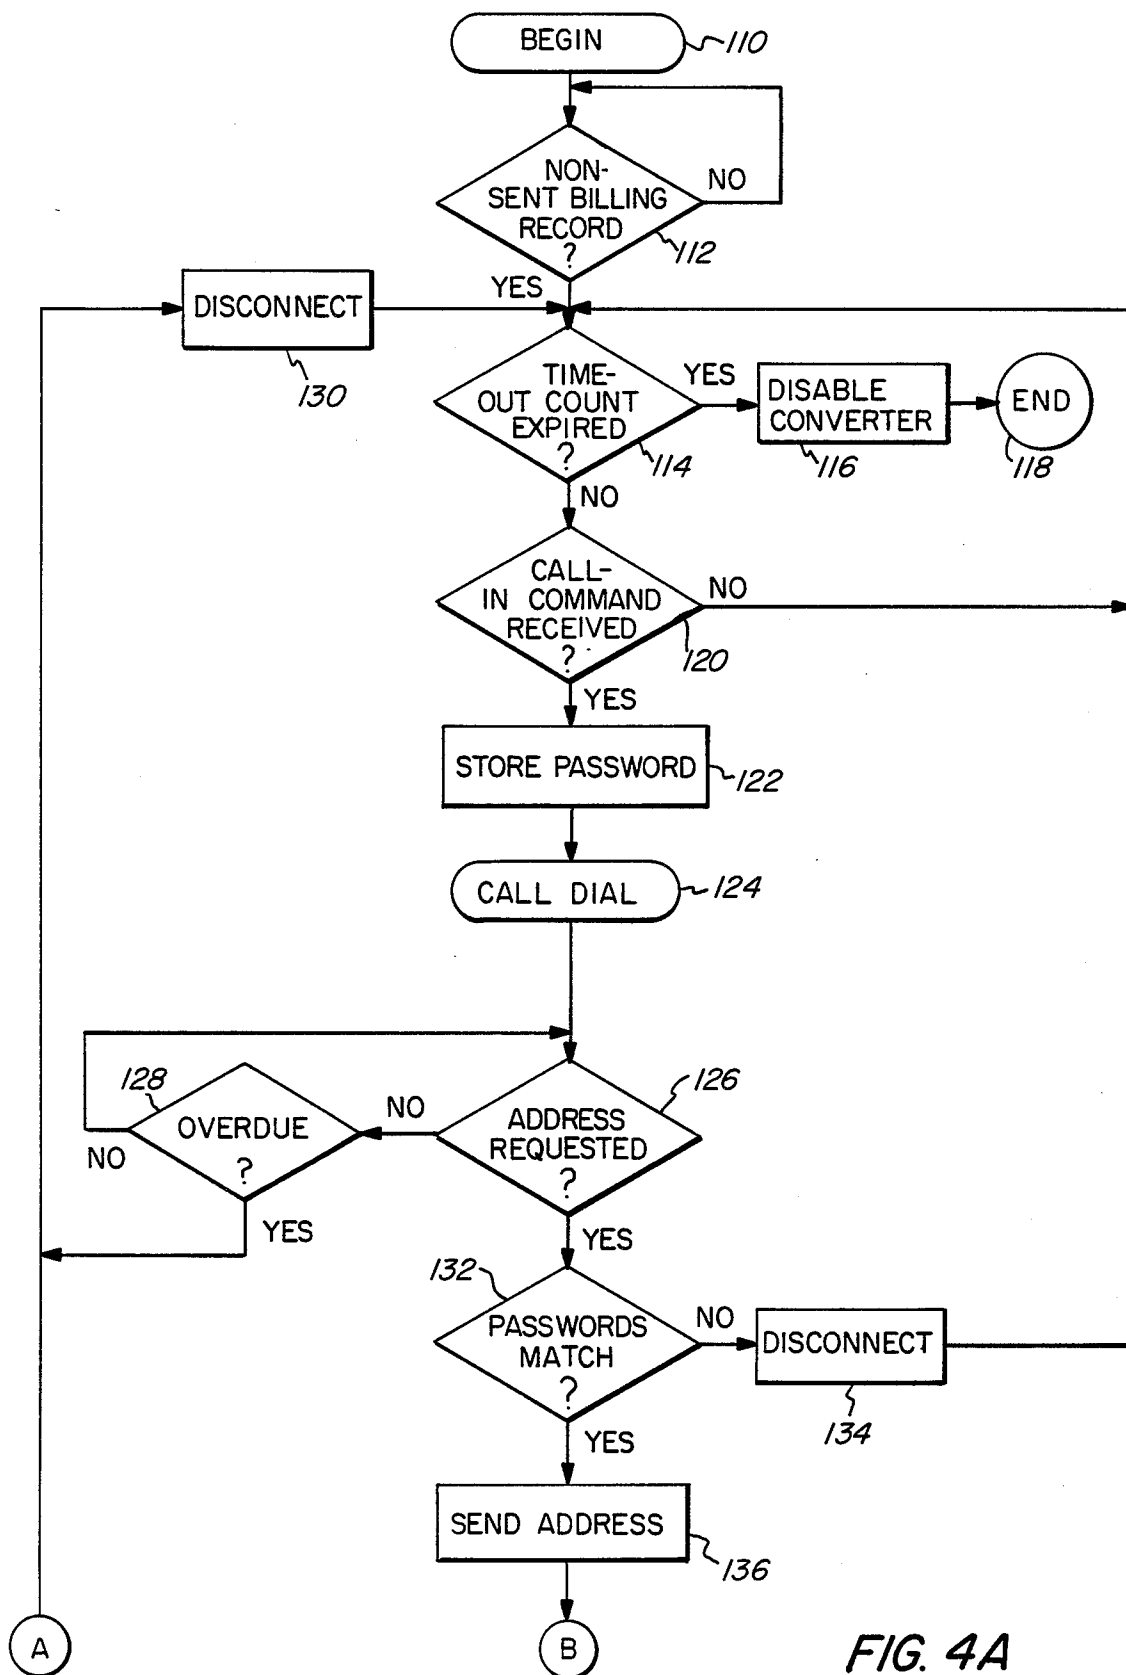 BEGIN
110
NON-
SENT BILLING
RECORD
?
NO
112
YES
DISCONNECT
130
TIME-
OUT COUNT
EXPIRED
?
YES
114
DISABLE
CONVERTER
116
END
118
NO
CALL-
IN COMMAND
RECEIVED
?
NO
120
YES
STORE PASSWORD
122
CALL DIAL
124
128
OVERDUE
?
NO
NO
YES
126
ADDRESS
REQUESTED
?
YES
132
PASSWORDS
MATCH
?
NO
DISCONNECT
134
YES
SEND ADDRESS
136
A
B
FIG. 4A